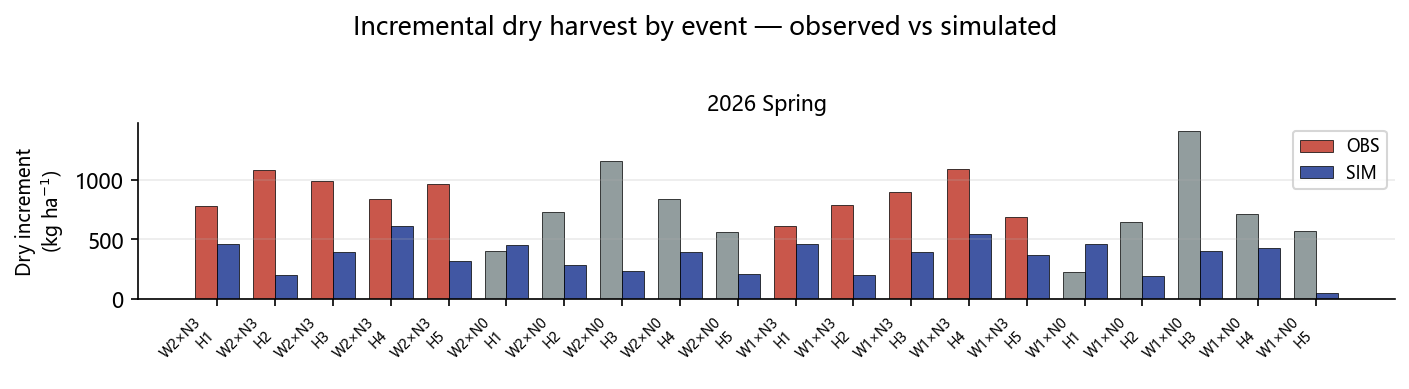 Incremental dry harvest by event — observed vs simulated
2026 Spring
Dry increment
(kg ha⁻¹)
1000
500
0
OBS
SIM
W2×N3
H1
W2×N3
H2
W2×N3
H3
W2×N3
H4
W2×N3
H5
W2×N0
H1
W2×N0
H2
W2×N0
H3
W2×N0
H4
W2×N0
H5
W1×N3
H1
W1×N3
H2
W1×N3
H3
W1×N3
H4
W1×N3
H5
W1×N0
H1
W1×N0
H2
W1×N0
H3
W1×N0
H4
W1×N0
H5